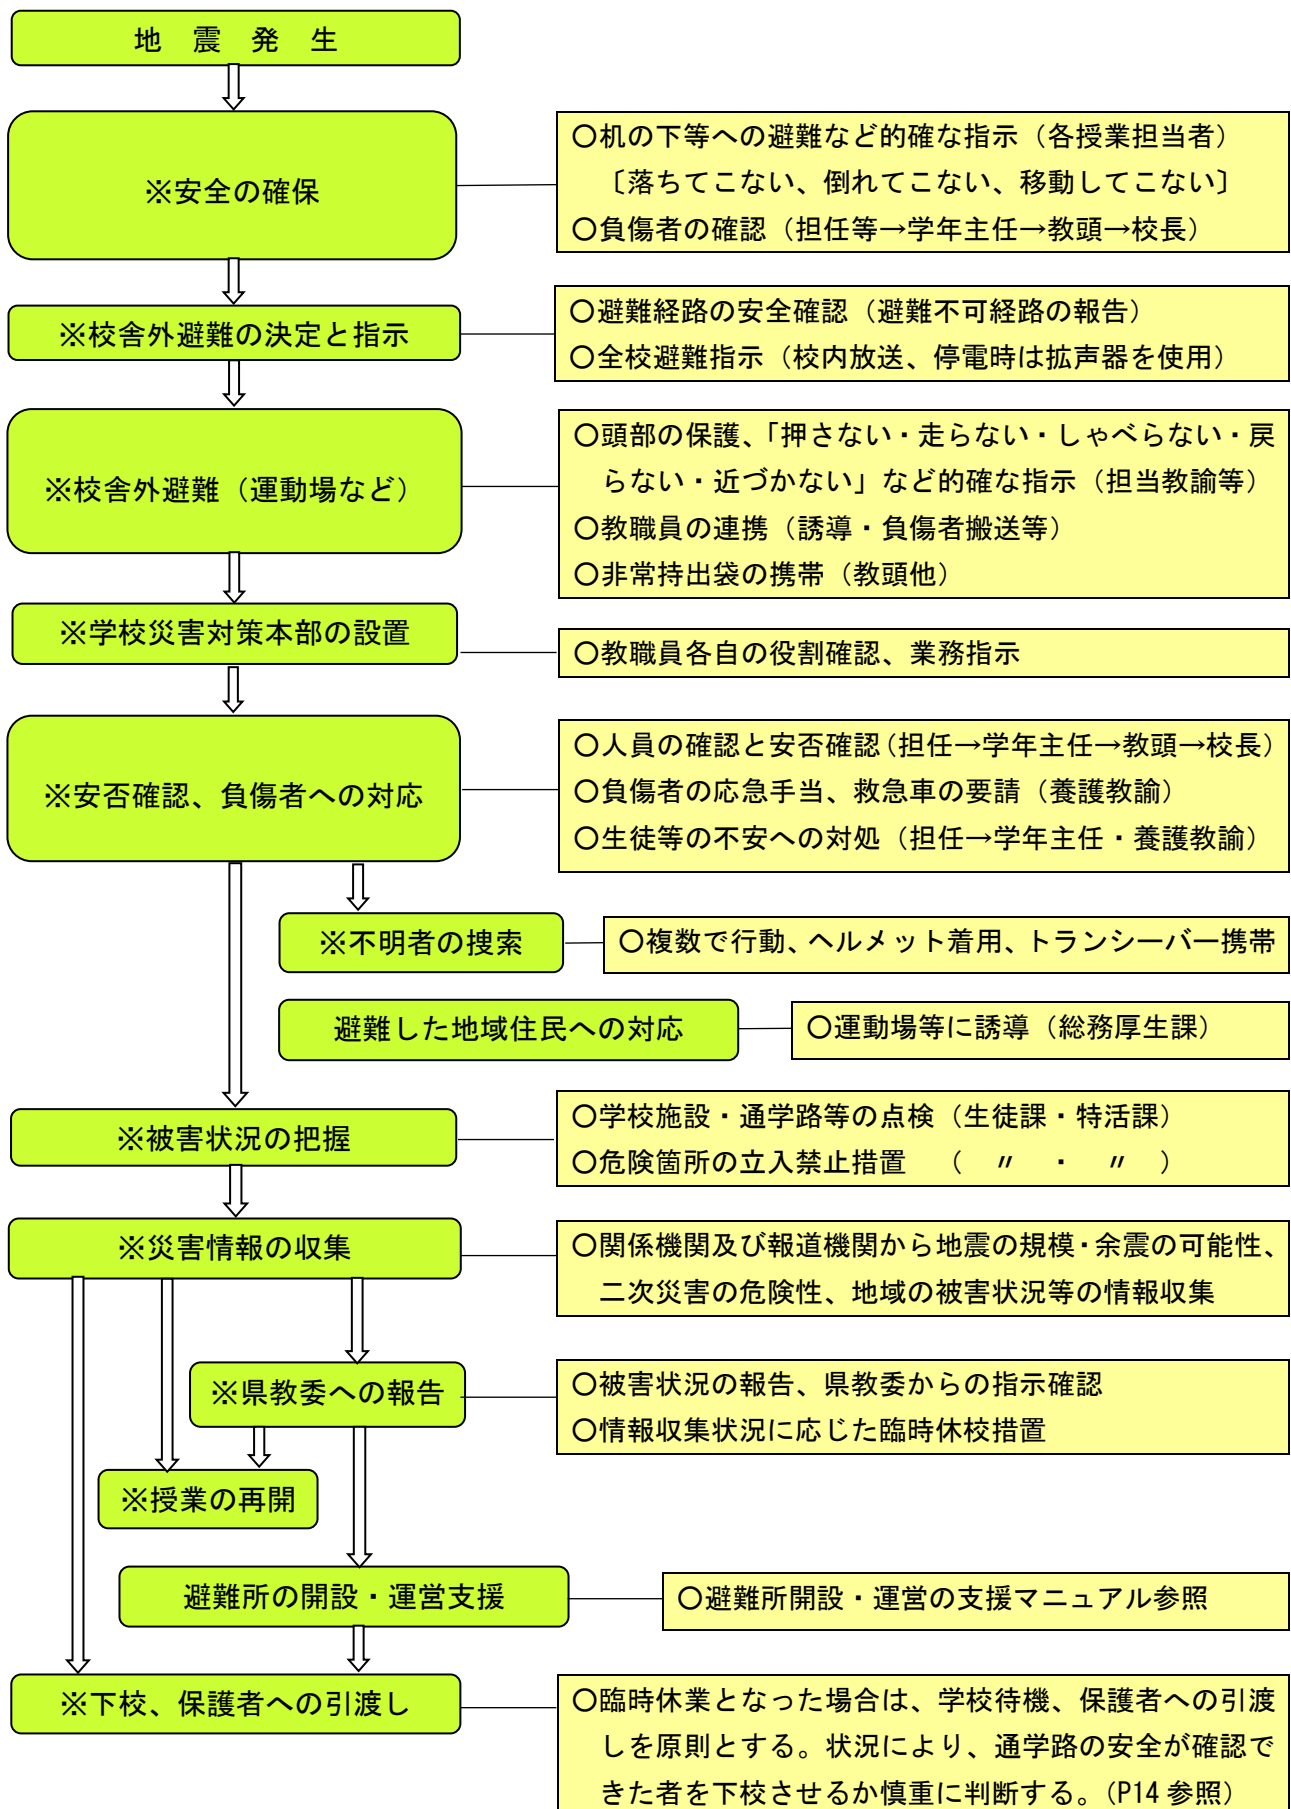 地　震　発　生
※安全の確保
〇机の下等への避難など的確な指示（各授業担当者）
〔落ちてこない、倒れてこない、移動してこない〕
〇負傷者の確認（担任等→学年主任→教頭→校長）
※校舎外避難の決定と指示
〇避難経路の安全確認（避難不可経路の報告）
〇全校避難指示（校内放送、停電時は拡声器を使用）
※校舎外避難（運動場など）
〇頭部の保護、「押さない・走らない・しゃべらない・戻
らない・近づかない」など的確な指示（担当教諭等）
〇教職員の連携（誘導・負傷者搬送等）
〇非常持出袋の携帯（教頭他）
※学校災害対策本部の設置
〇教職員各自の役割確認、業務指示
※安否確認、負傷者への対応
〇人員の確認と安否確認（担任→学年主任→教頭→校長）
〇負傷者の応急手当、救急車の要請（養護教諭）
〇生徒等の不安への対処（担任→学年主任・養護教諭）
※不明者の捜索
〇複数で行動、ヘルメット着用、トランシーバー携帯
避難した地域住民への対応
〇運動場等に誘導（総務厚生課）
※被害状況の把握
〇学校施設・通学路等の点検（生徒課・特活課）
〇危険箇所の立入禁止措置　（　〃　・　〃　）
※災害情報の収集
〇関係機関及び報道機関から地震の規模・余震の可能性、
二次災害の危険性、地域の被害状況等の情報収集
※県教委への報告
〇被害状況の報告、県教委からの指示確認
〇情報収集状況に応じた臨時休校措置
※授業の再開
避難所の開設・運営支援
〇避難所開設・運営の支援マニュアル参照
※下校、保護者への引渡し
〇臨時休業となった場合は、学校待機、保護者への引渡
しを原則とする。状況により、通学路の安全が確認で
きた者を下校させるか慎重に判断する。（P14 参照）